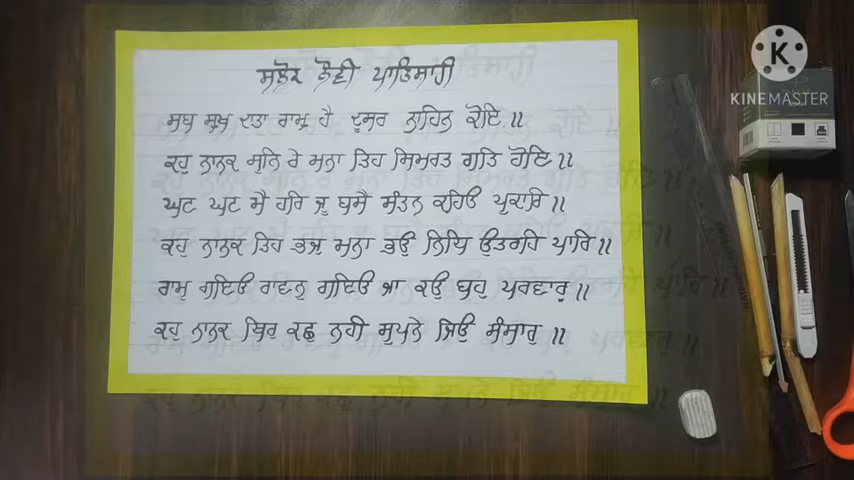 ਸਲੋਕ ਨੌਵੀ ਪਾਤਿਸਾਹੀ
ਸਭ ਸੁਖ ਦਾਤਾ ਰਾਮੁ ਹੈ ਦੂਸਰ ਨਾਹਿਨ ਕੋਇ ॥
ਕਹੁ ਨਾਨਕ ਸੁਨਿ ਰੇ ਮਨਾ ਤਿਹ ਸਿਮਰਤ ਗਤਿ ਹੋਇ ॥
ਘਟ ਘਟ ਮੈ ਹਰਿ ਜੂ ਬਸੈ ਸੰਤਨ ਕਹਿਓ ਪੁਕਾਰਿ ॥
ਕਹੁ ਨਾਨਕ ਤਿਹ ਭਜੁ ਮਨਾ ਭਉ ਨਿਧਿ ਉਤਰਹਿ ਪਾਰਿ ॥
ਰਾਮੁ ਗਇਓ ਰਾਵਨੁ ਗਇਓ ਜਾ ਕਉ ਬਹੁ ਪਰਵਾਰੁ ॥
ਕਹੁ ਨਾਨਕ ਥਿਰੁ ਕਛੁ ਨਹੀ ਸੁਪਨੇ ਜਿਉ ਸੰਸਾਰੁ ॥
K
KINEMASTER